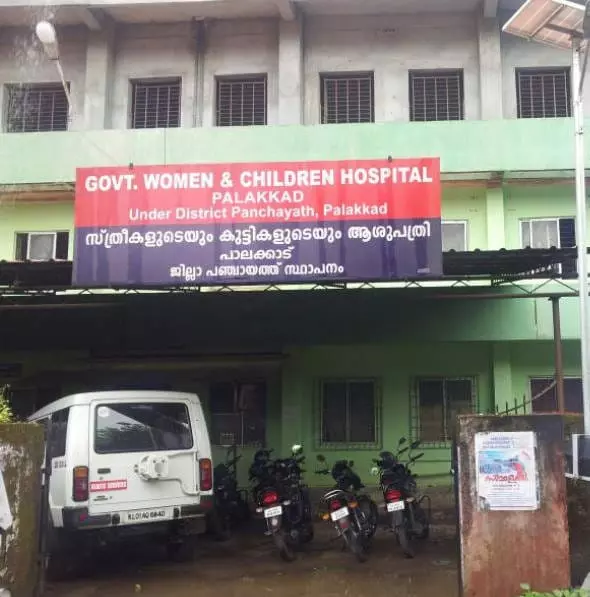 GOVT. WOMEN & CHILDREN HOSPITAL
PALAKKAD
Under District Panchayath, Palakkad
സ്ത്രീകളുടെയും കുട്ടികളുടെയും ആശുപത്രി
പാലക്കാട്
ജില്ലാ പഞ്ചായത്ത് സ്ഥാപനം